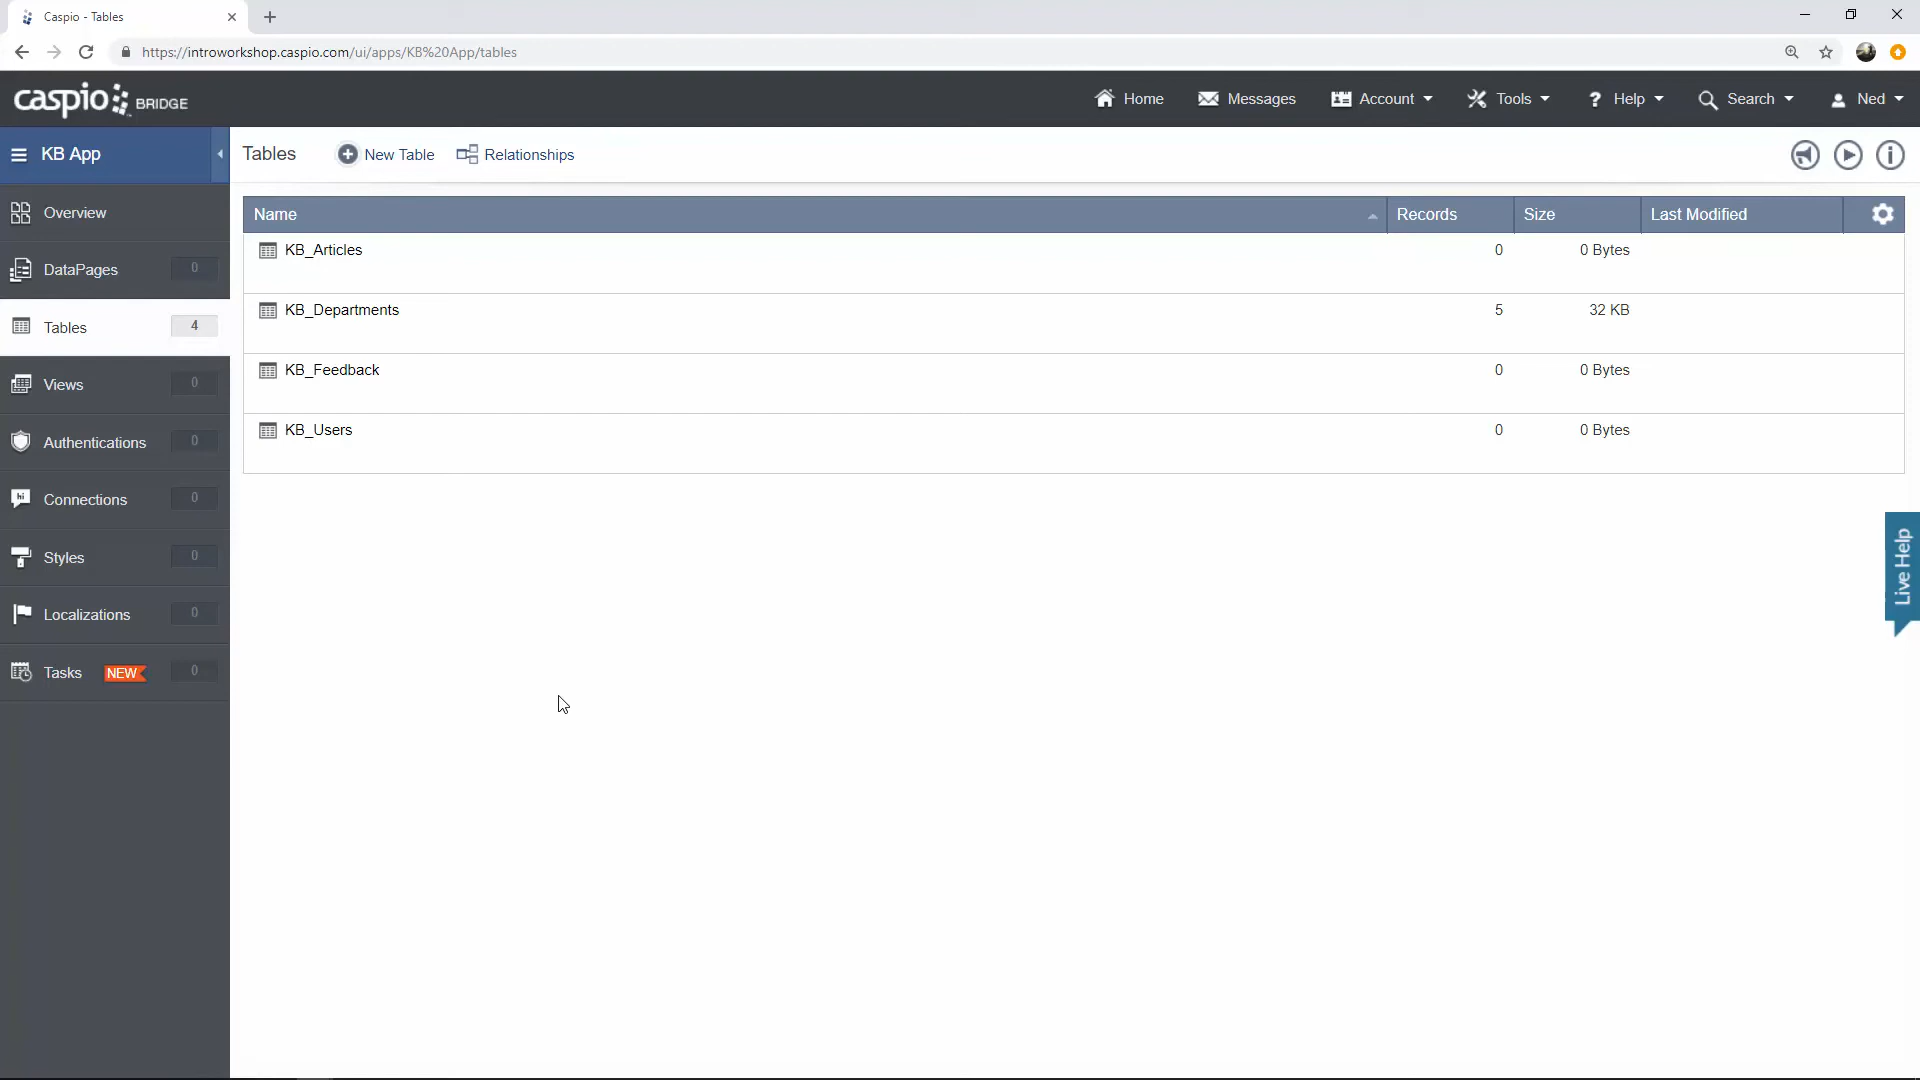 Caspio - Tables
https://introworkshop.caspio.com/ui/apps/KB%20App/tables
caspio BRIDGE
Home
Messages
Account
Tools
? Help
Search
Ned
KB App
Tables
New Table
Relationships
Overview
DataPages 0
Tables 4
Views 0
Authentications 0
hi Connections 0
Styles 0
Localizations 0
Tasks NEW 0
Name Records Size Last Modified
KB_Articles 0 0 Bytes
KB_Departments 5 32 KB
KB_Feedback 0 0 Bytes
KB_Users 0 0 Bytes
Live Help